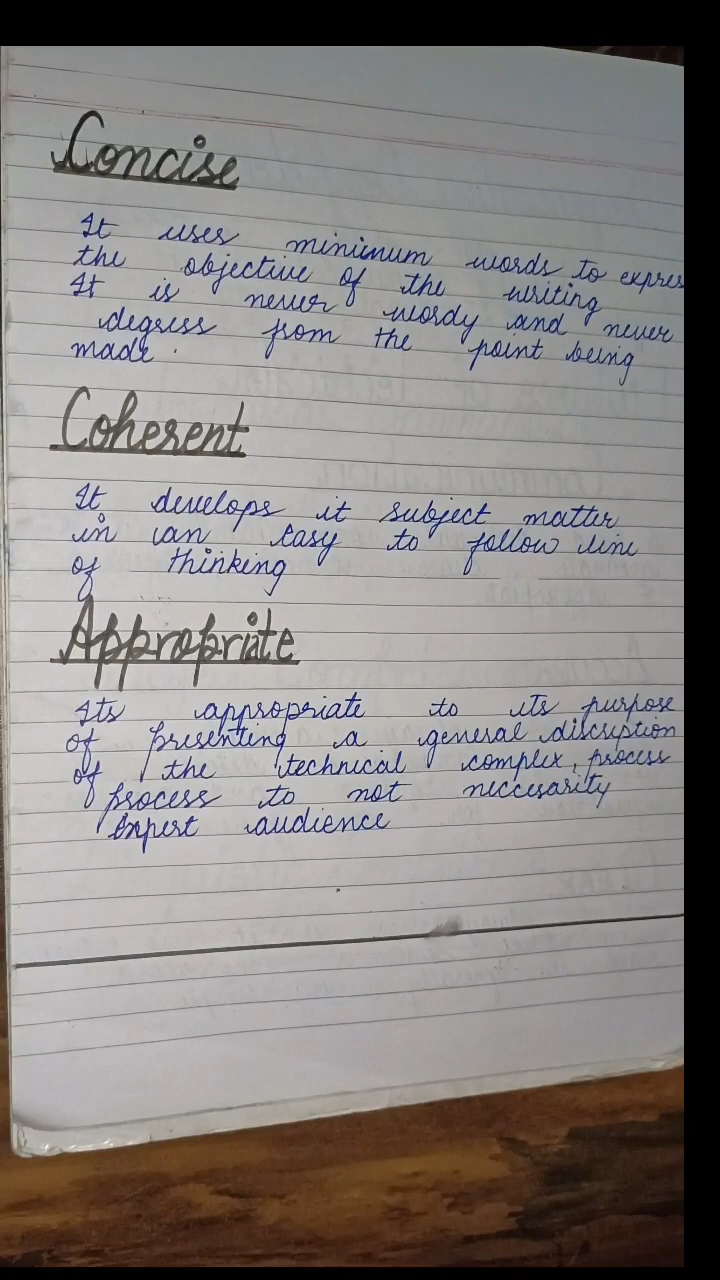 Concise
It uses minimum words to expres
the objective of the writing
It is never wordy and never
degress from the point being
made.
Coherent
It develops it subject matter
in an easy to follow line
of thinking
Appropriate
Its appropriate to its purpose
of presenting a general discription
of the technical complex, process
process to not neccesarity
expert audience